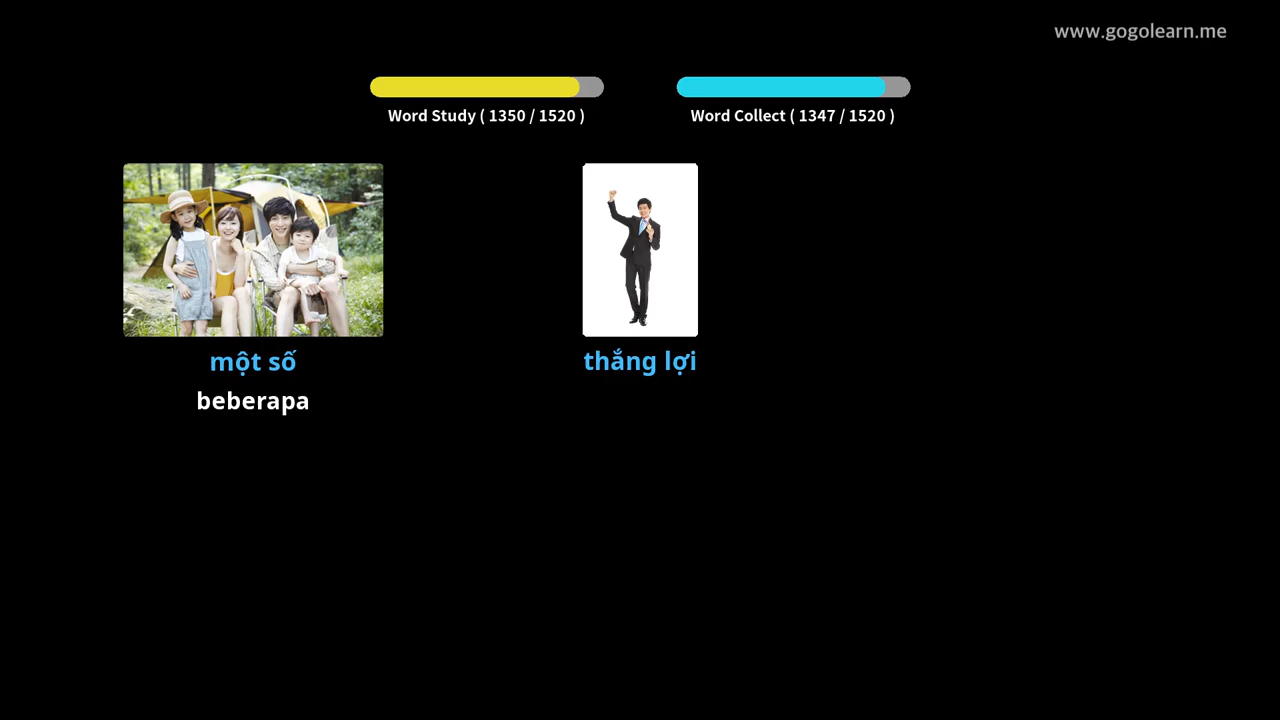 www.gogolearn.me
Word Study ( 1350 / 1520 )
Word Collect ( 1347 / 1520 )
một số
beberapa
thắng lợi